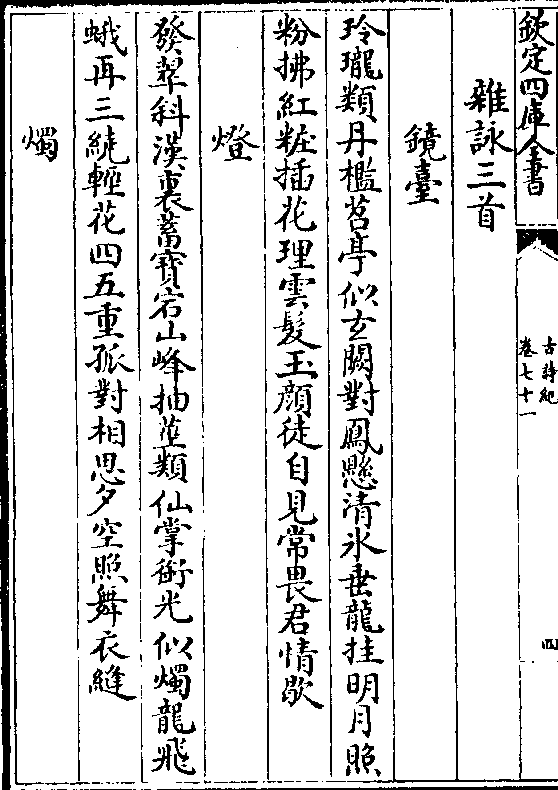 欽定四庫全書
古詩紀
卷七十一
四
雜詠三首
鏡臺
玲瓏類丹檻苕亭似玄闕對鳳懸清氷垂龍挂明月照
粉拂紅粧插花理雲髮玉顔徒自見常畏君情歇
燈
發翠斜漢裏蓄寶宕山峰抽莖類仙掌銜光似燭龍飛
蛾再三繞輕花四五重孤對相思夕空照舞衣縫
燭